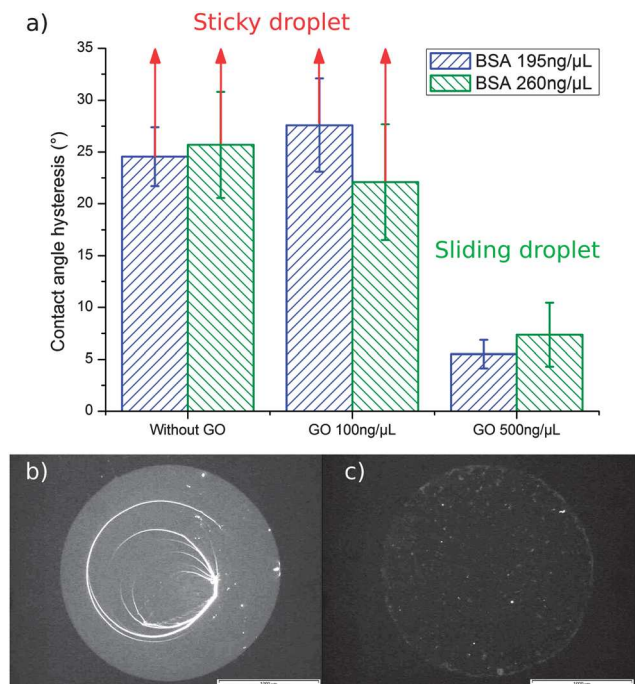 a)
Sticky droplet
BSA 195ng/µL
BSA 260ng/µL
Sliding droplet
Contact angle hysteresis (°)
35
30
25
20
15
10
5
0
Without GO
GO 100ng/µL
GO 500ng/µL
b)
c)